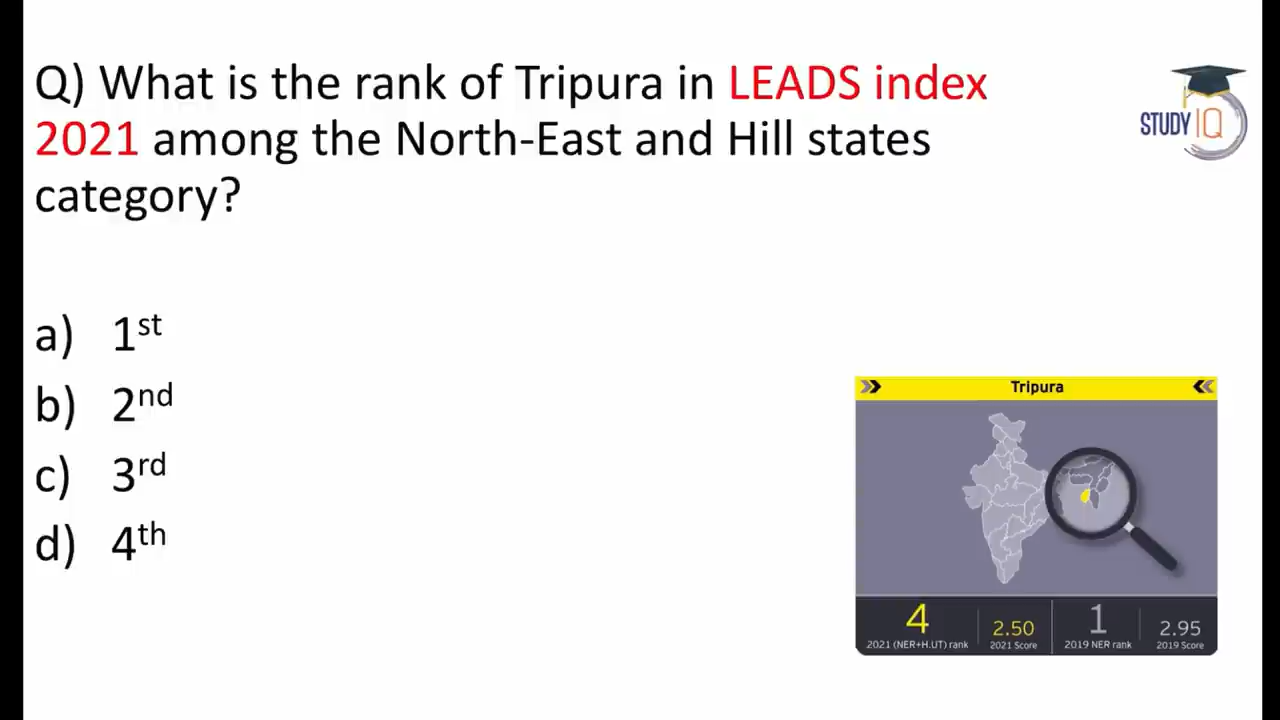 Q) What is the rank of Tripura in LEADS index
2021 among the North-East and Hill states
category?
STUDY IQ
a) 1st
b) 2nd
c) 3rd
d) 4th
Tripura
4 2.50 1 2.95
2021 (NER+H.UT) rank 2021 Score 2019 NER rank 2019 Score